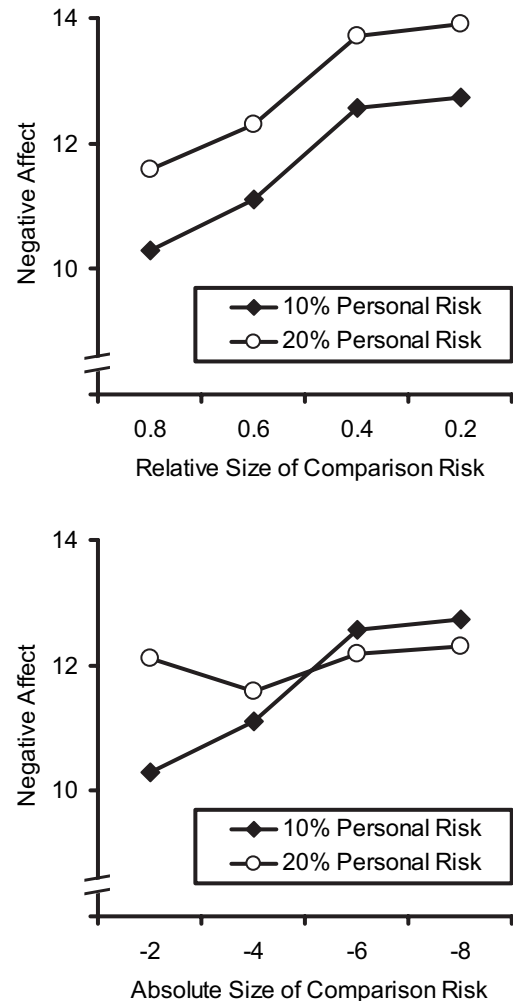 14
12
10
Negative Affect
10% Personal Risk
20% Personal Risk
0.8 0.6 0.4 0.2
Relative Size of Comparison Risk
14
12
10
Negative Affect
10% Personal Risk
20% Personal Risk
-2 -4 -6 -8
Absolute Size of Comparison Risk